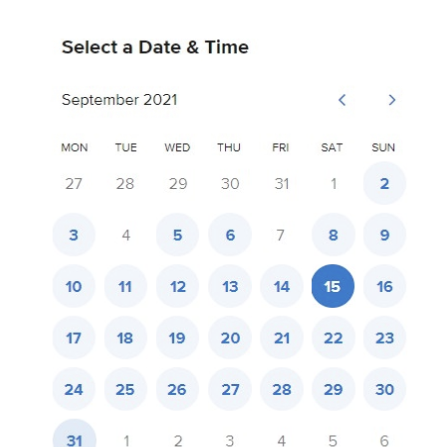 Select a Date & Time
September 2021
MON TUE WED THU FRI SAT SUN
27 28 29 30 31 1 2
3 4 5 6 7 8 9
10 11 12 13 14 15 16
17 18 19 20 21 22 23
24 25 26 27 28 29 30
31 1 2 3 4 5 6